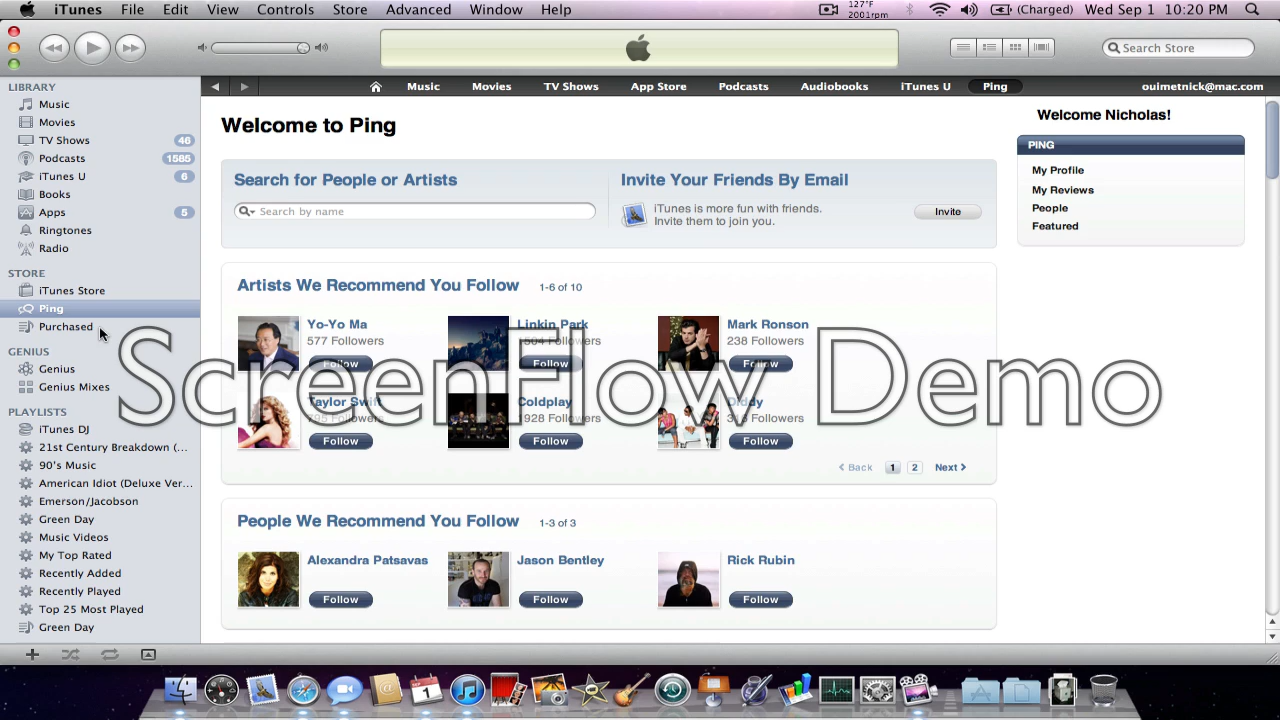 iTunes File Edit View Controls Store Advanced Window Help 127°F 2001rpm (Charged) Wed Sep 1 10:20 PM
Search Store
LIBRARY
Music
Movies
TV Shows 46
Podcasts 1585
iTunes U 6
Books
Apps 5
Ringtones
Radio
STORE
iTunes Store
Ping
Purchased
GENIUS
Genius
Genius Mixes
PLAYLISTS
iTunes DJ
21st Century Breakdown (...
90's Music
American Idiot (Deluxe Ver...
Emerson/Jacobson
Green Day
Music Videos
My Top Rated
Recently Added
Recently Played
Top 25 Most Played
Green Day
Music Movies TV Shows App Store Podcasts Audiobooks iTunes U Ping ouimetnick@mac.com
Welcome to Ping
Search for People or Artists
Search by name
Invite Your Friends By Email
iTunes is more fun with friends.
Invite them to join you.
Invite
Artists We Recommend You Follow 1-6 of 10
Yo-Yo Ma
577 Followers
Follow
Linkin Park
1504 Followers
Follow
Mark Ronson
238 Followers
Follow
Taylor Swift
Followers
Follow
Coldplay
1928 Followers
Follow
Diddy
Followers
Follow
Back 1 2 Next
People We Recommend You Follow 1-3 of 3
Alexandra Patsavas
Follow
Jason Bentley
Follow
Rick Rubin
Follow
Welcome Nicholas!
PING
My Profile
My Reviews
People
Featured
ScreenFlow Demo